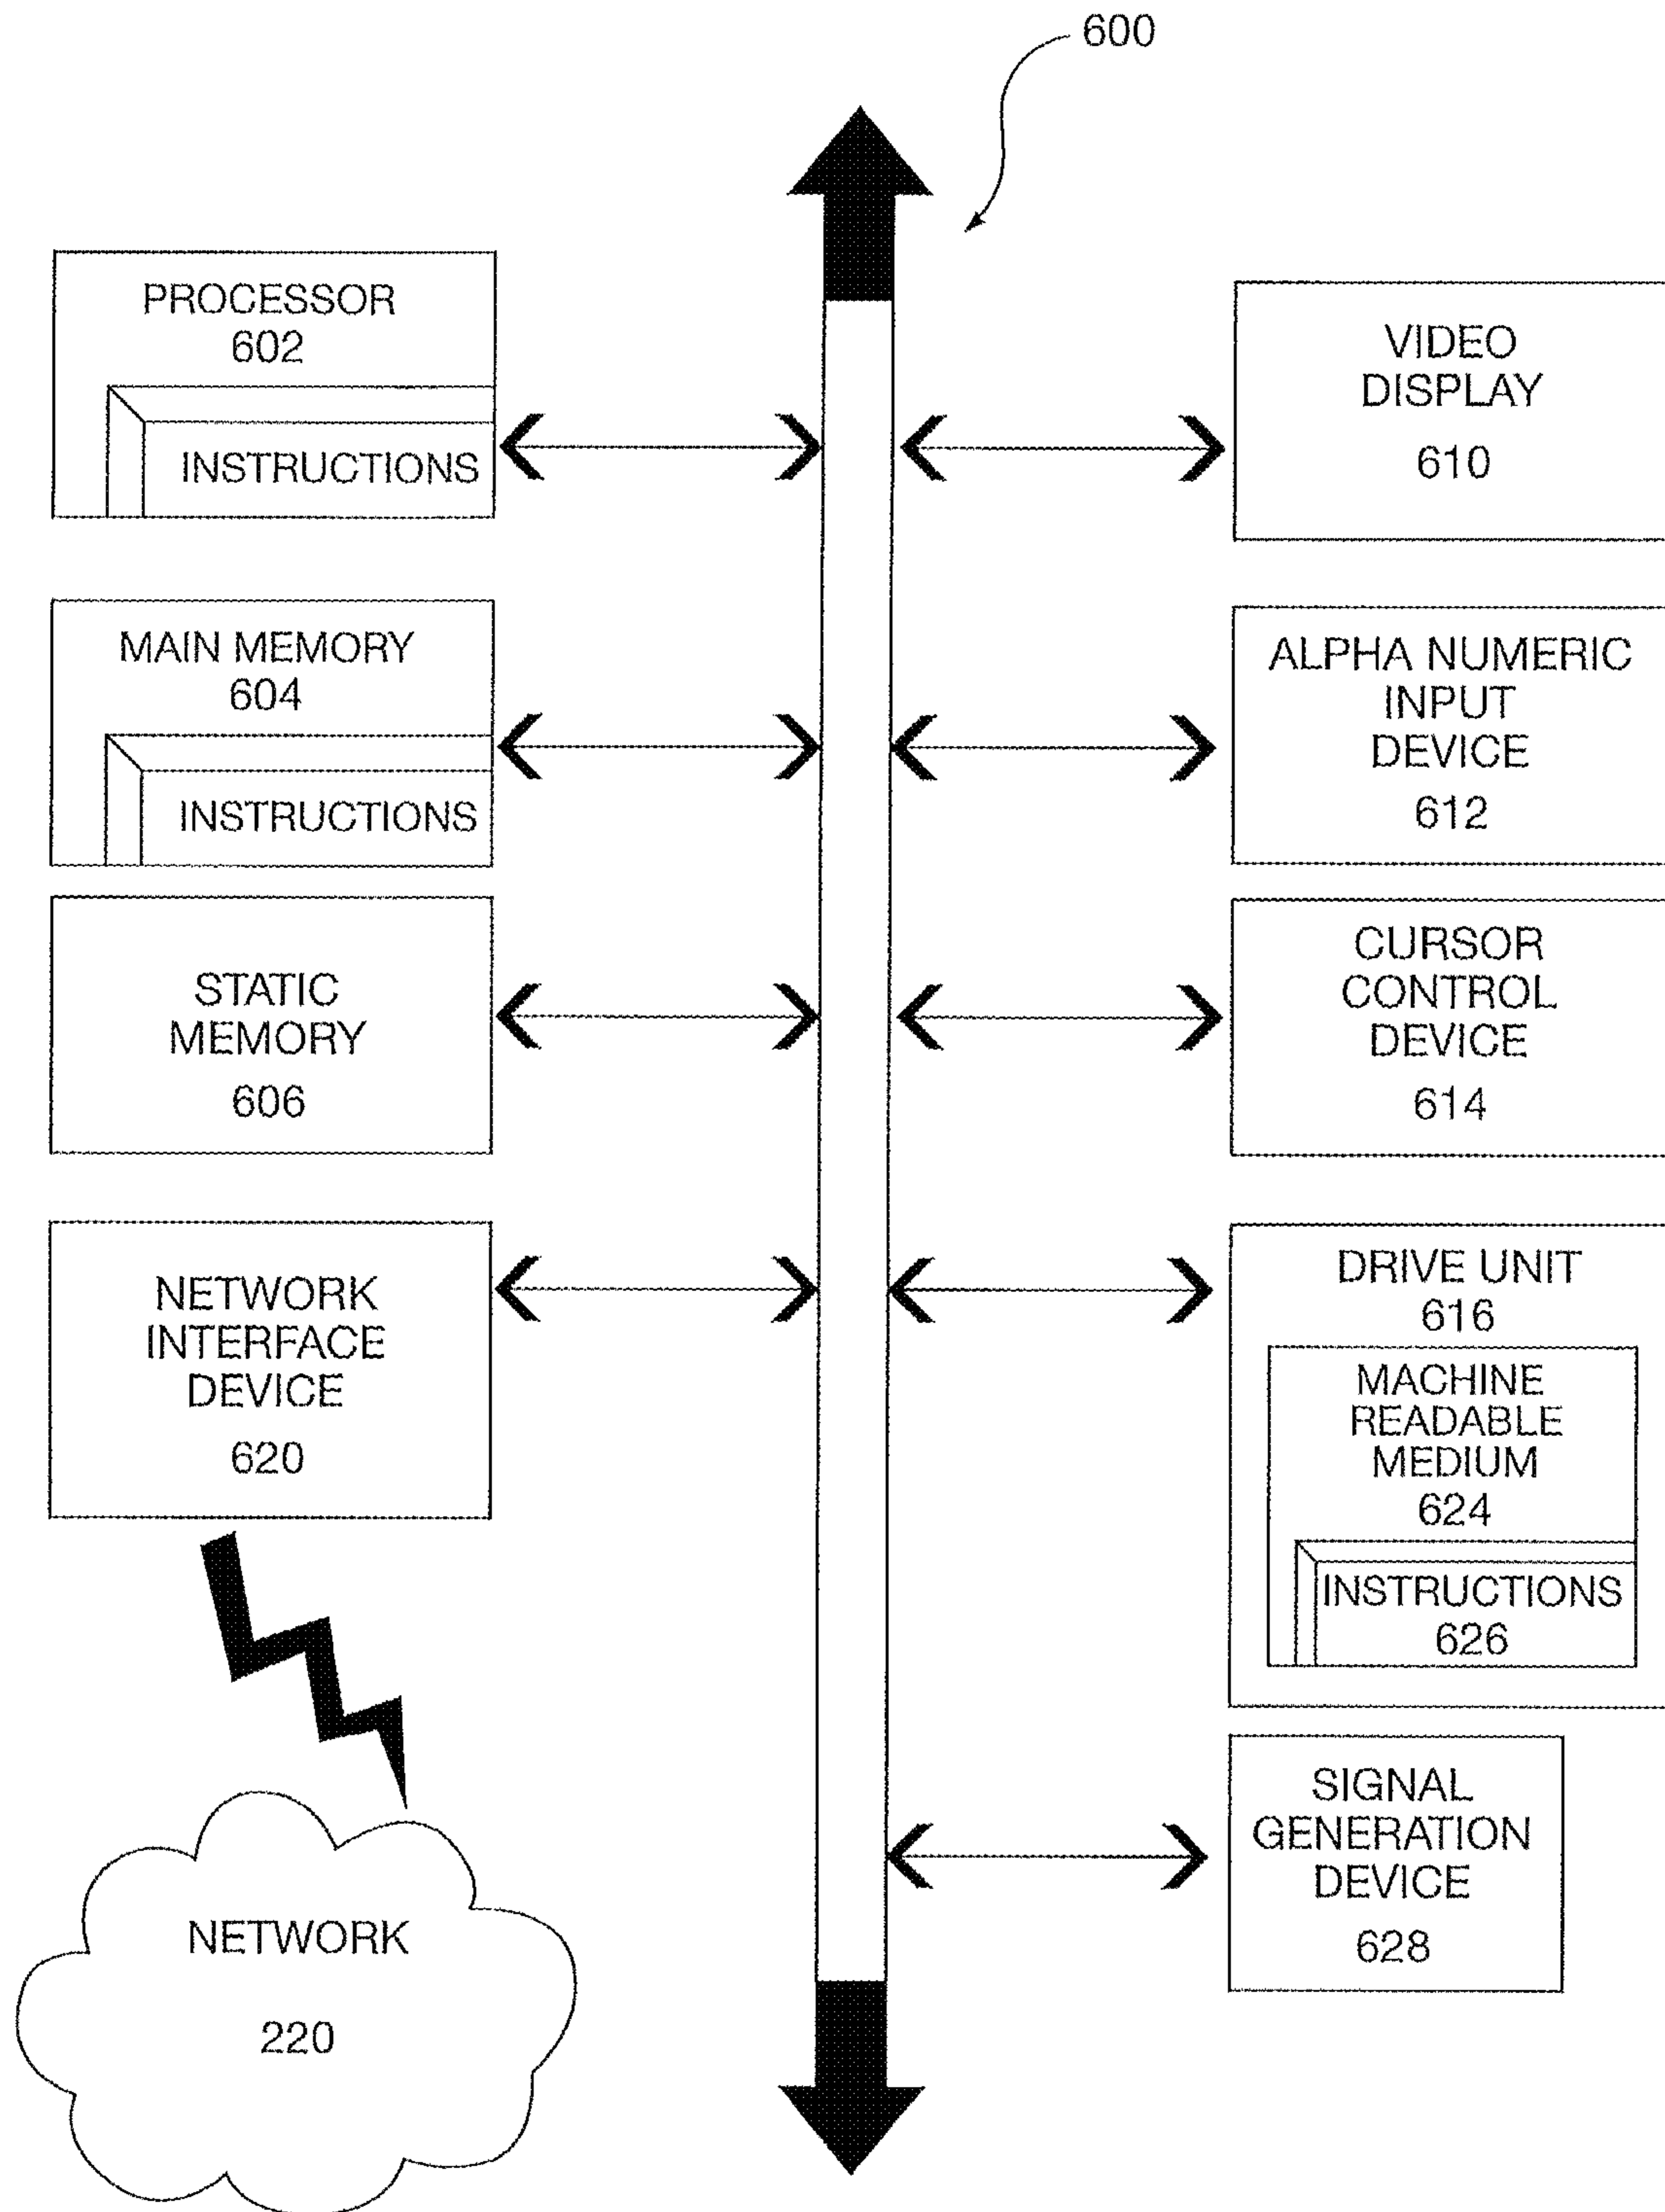 600
PROCESSOR
602
INSTRUCTIONS
MAIN MEMORY
604
INSTRUCTIONS
STATIC
MEMORY
606
NETWORK
INTERFACE
DEVICE
620
NETWORK
220
VIDEO
DISPLAY
610
ALPHA NUMERIC
INPUT
DEVICE
612
CURSOR
CONTROL
DEVICE
614
DRIVE UNIT
616
MACHINE
READABLE
MEDIUM
624
INSTRUCTIONS
626
SIGNAL
GENERATION
DEVICE
628